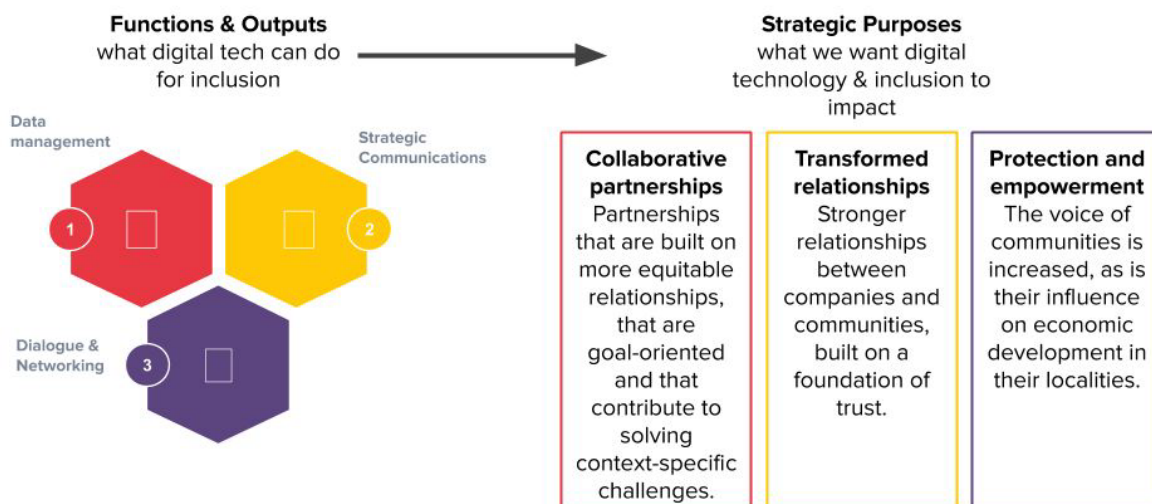 Functions & Outputs
what digital tech can do
for inclusion
Strategic Purposes
what we want digital
technology & inclusion to
impact
Data
management
Strategic
Communications
1
2
Dialogue &
Networking
3
Collaborative
partnerships
Partnerships
that are built on
more equitable
relationships,
that are
goal-oriented
and that
contribute to
solving
context-specific
challenges.
Transformed
relationships
Stronger
relationships
between
companies and
communities,
built on a
foundation of
trust.
Protection and
empowerment
The voice of
communities is
increased, as is
their influence
on economic
development in
their localities.